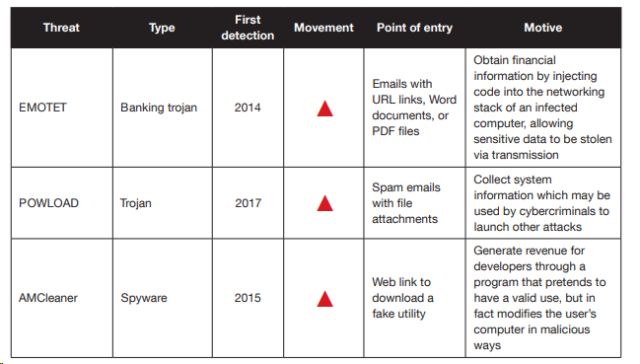 Threat
Type
First
detection
Movement
Point of entry
Motive
EMOTET
Banking trojan
2014
Emails with
URL links, Word
documents, or
PDF files
Obtain financial
information by injecting
code into the networking
stack of an infected
computer, allowing
sensitive data to be stolen
via transmission
POWLOAD
Trojan
2017
Spam emails
with file
attachments
Collect system
information which may be
used by cybercriminals to
launch other attacks
AMCleaner
Spyware
2015
Web link to
download a
fake utility
Generate revenue for
developers through a
program that pretends to
have a valid use, but in
fact modifies the user's
computer in malicious
ways